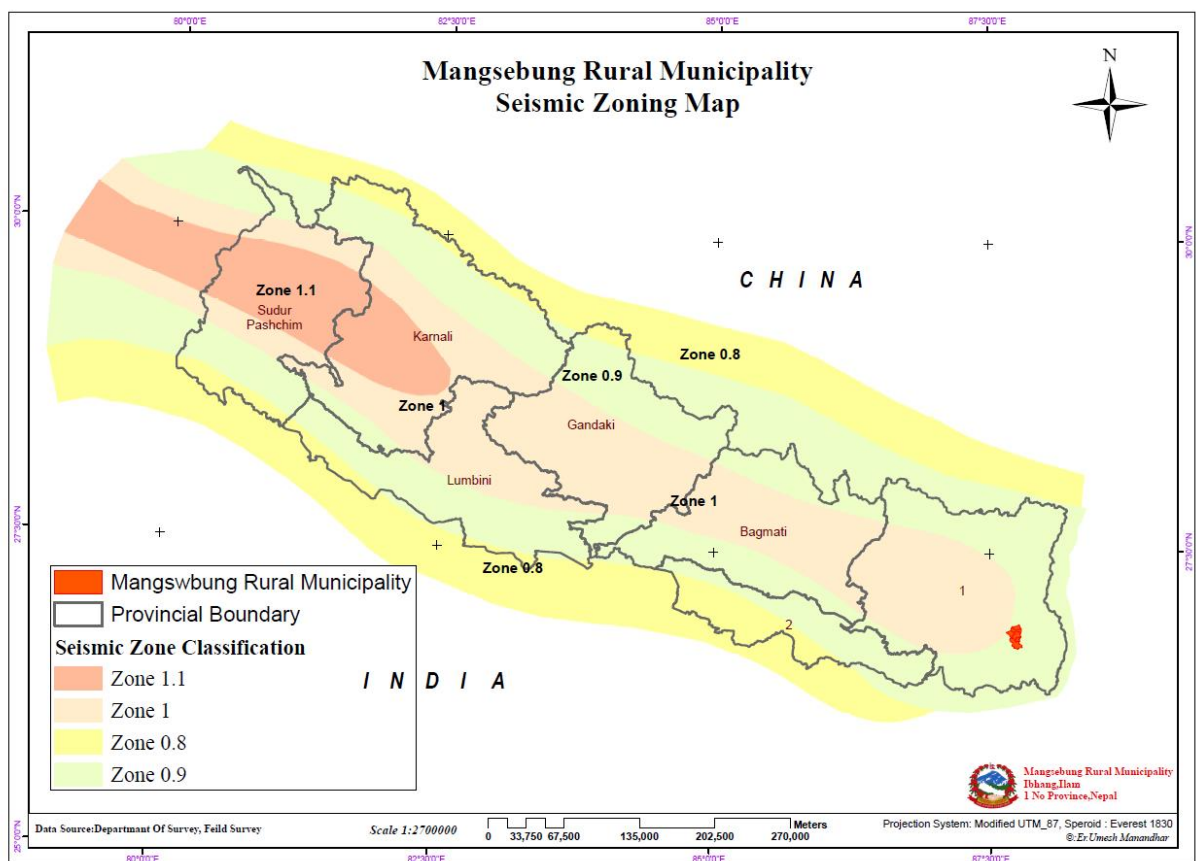 80°0'0"E
82°30'0"E
85°0'0"E
87°30'0"E
Mangsebung Rural Municipality
Seismic Zoning Map
N
30°0'0"N
30°0'0"N
CHINA
Zone 1.1
Sudur
Pashchim
Karnali
Zone 0.8
Zone 0.9
Zone 1
Gandaki
Lumbini
Zone 1
Bagmati
27°30'0"N
27°30'0"N
Zone 0.8
1
2
INDIA
Mangswbung Rural Municipality
Provincial Boundary
Seismic Zone Classification
Zone 1.1
Zone 1
Zone 0.8
Zone 0.9
Mangsebung Rural Municipality
Ibhang,Ilam
1 No Province,Nepal
Data Source:Departmant Of Survey, Feild Survey
Scale 1:2700000
Meters
0 33,750 67,500 135,000 202,500 270,000
Projection System: Modified UTM_87, Speroid : Everest 1830
©:Er.Umesh Manandhar
25°0'0"N
80°0'0"E
82°30'0"E
85°0'0"E
87°30'0"E